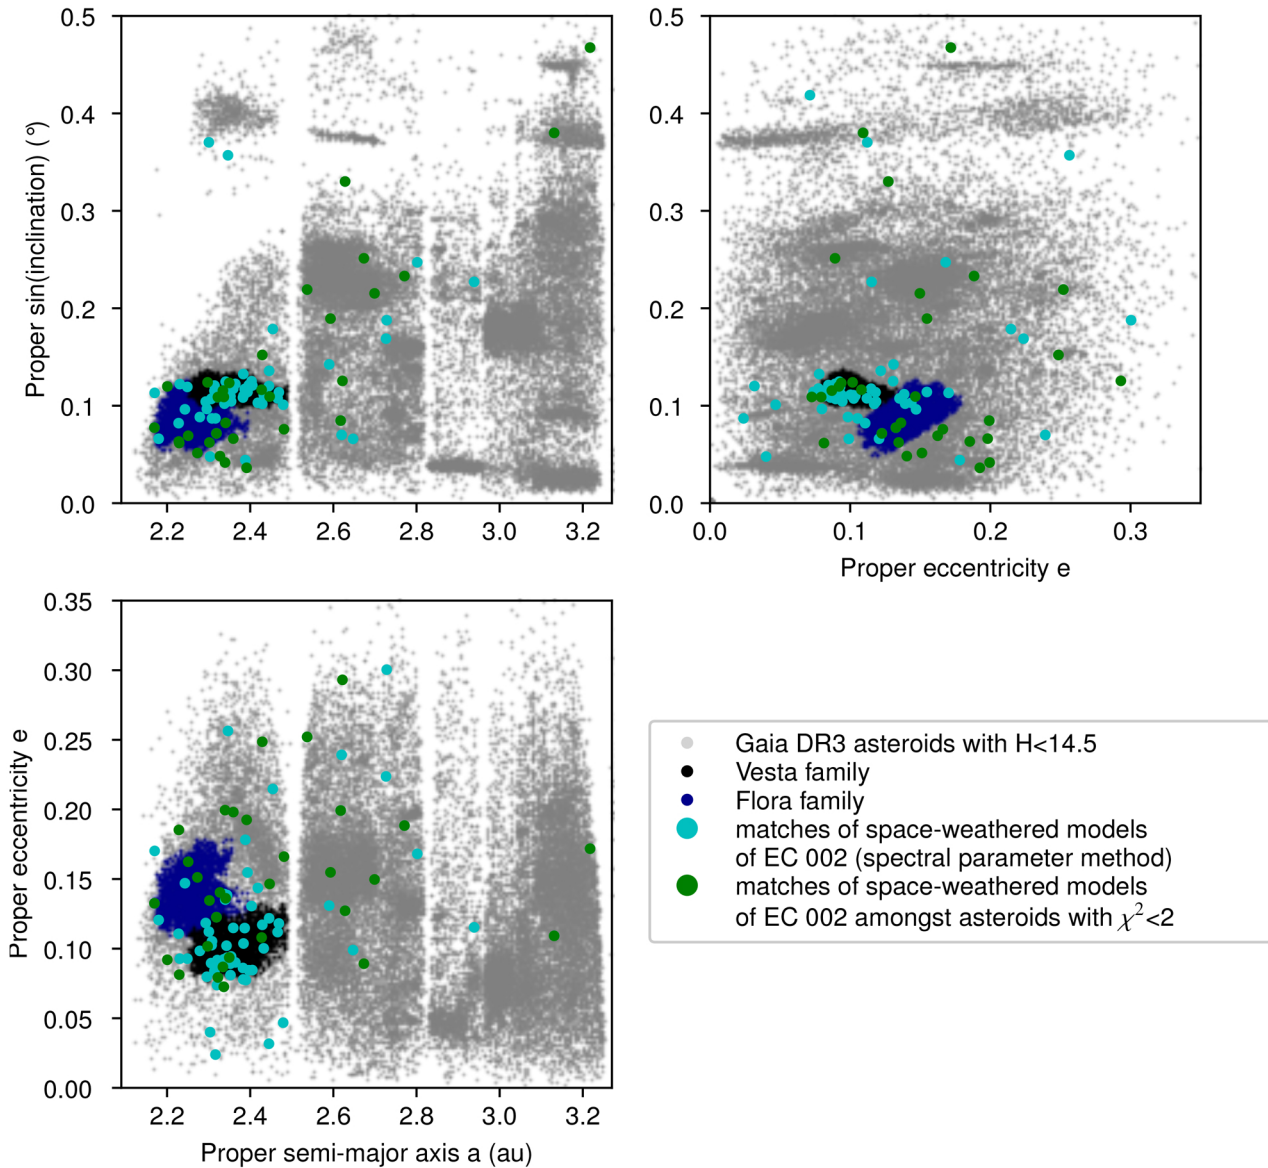 0.5
0.4
0.3
0.2
0.1
0.0
Proper sin(inclination) (°)
2.2 2.4 2.6 2.8 3.0 3.2
0.5
0.4
0.3
0.2
0.1
0.0
0.0 0.1 0.2 0.3
Proper eccentricity e
0.35
0.30
0.25
0.20
0.15
0.10
0.05
0.00
Proper eccentricity e
2.2 2.4 2.6 2.8 3.0 3.2
Proper semi-major axis a (au)
Gaia DR3 asteroids with H<14.5
Vesta family
Flora family
matches of space-weathered models
of EC 002 (spectral parameter method)
matches of space-weathered models
of EC 002 amongst asteroids with χ²<2